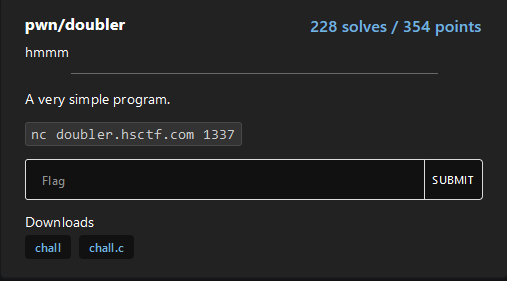 pwn/doubler
228 solves / 354 points
hmmm
A very simple program.
nc doubler.hsctf.com 1337
Flag
SUBMIT
Downloads
chall
chall.c